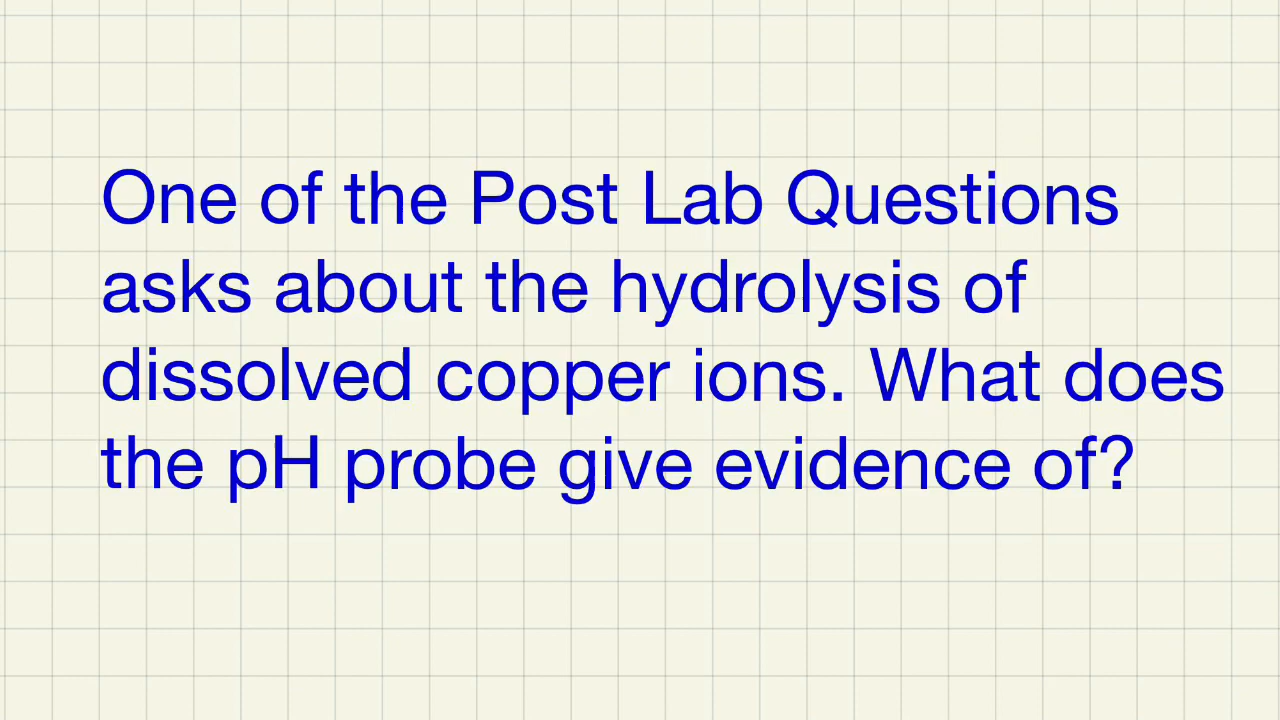 One of the Post Lab Questions
asks about the hydrolysis of
dissolved copper ions. What does
the pH probe give evidence of?